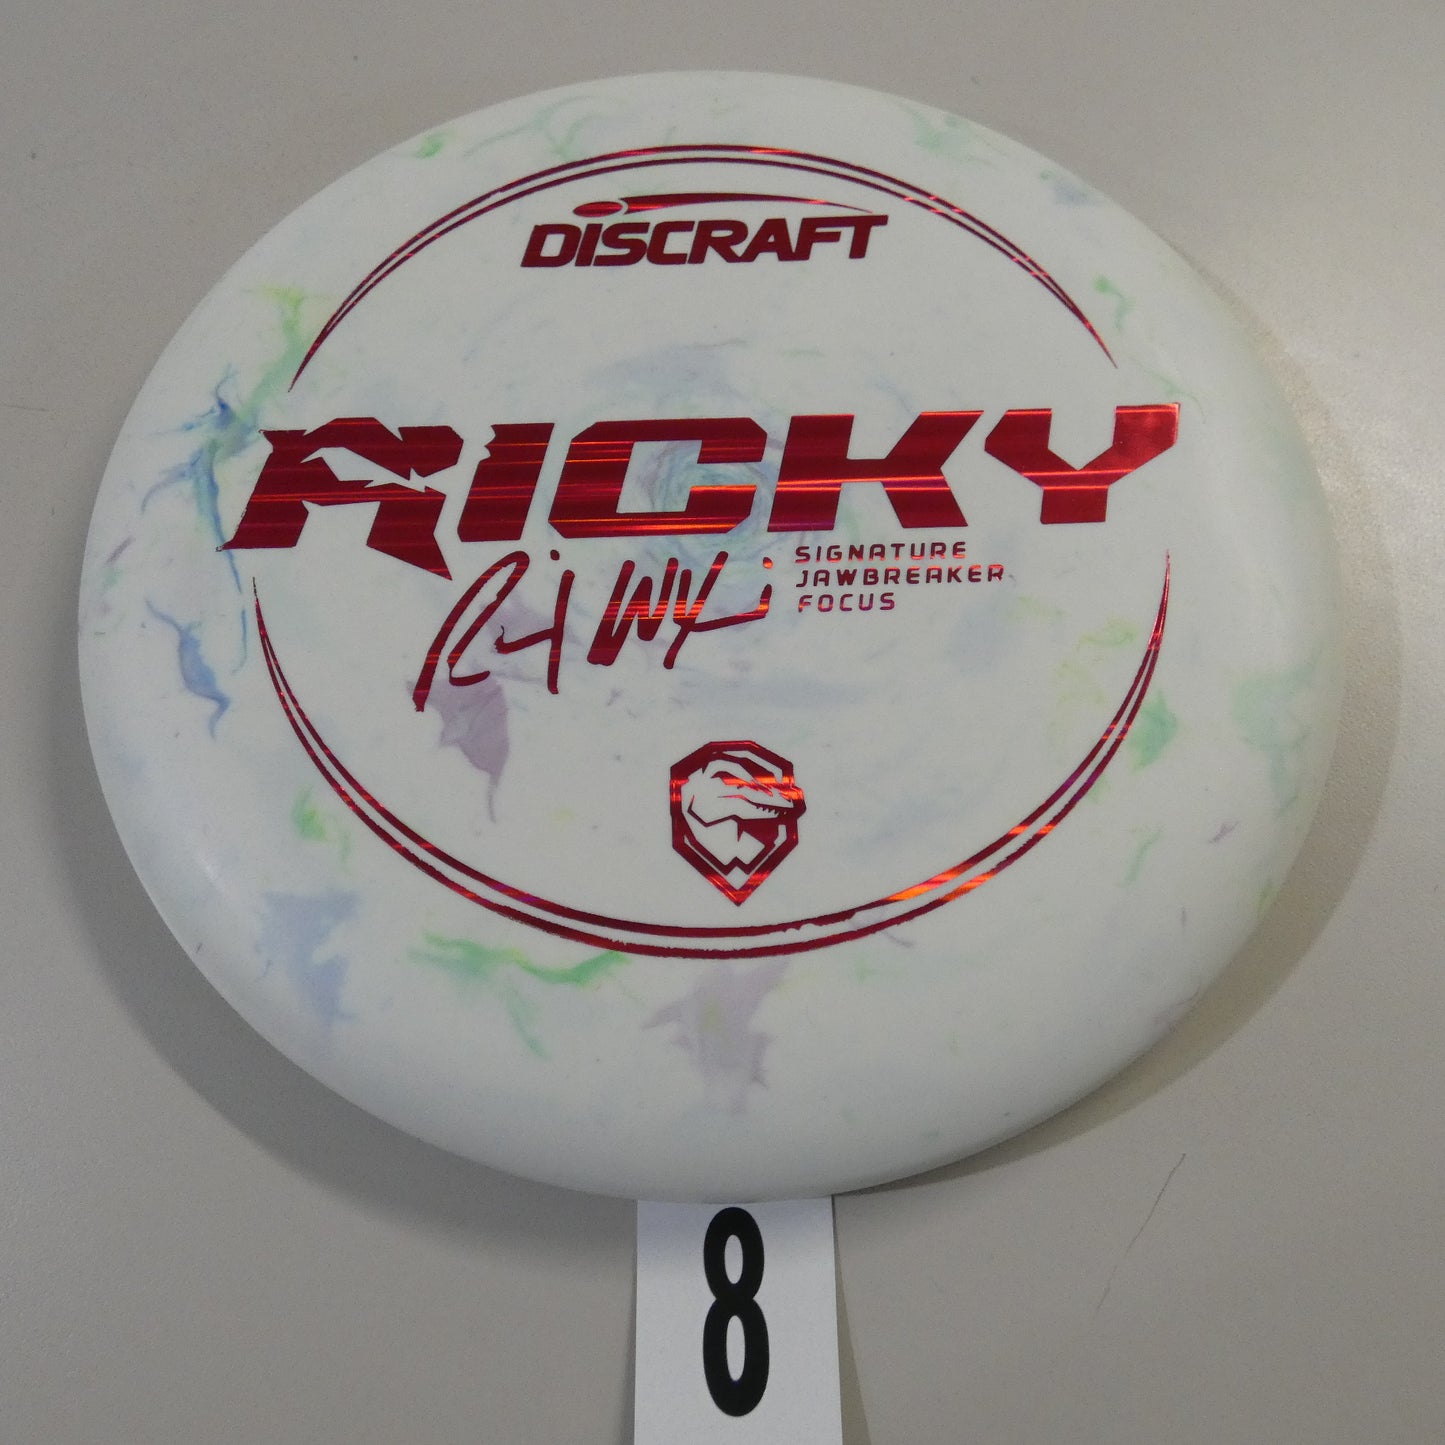 DISCRAFT
RICKY
SIGNATURE
JAWBREAKER
FOCUS
8